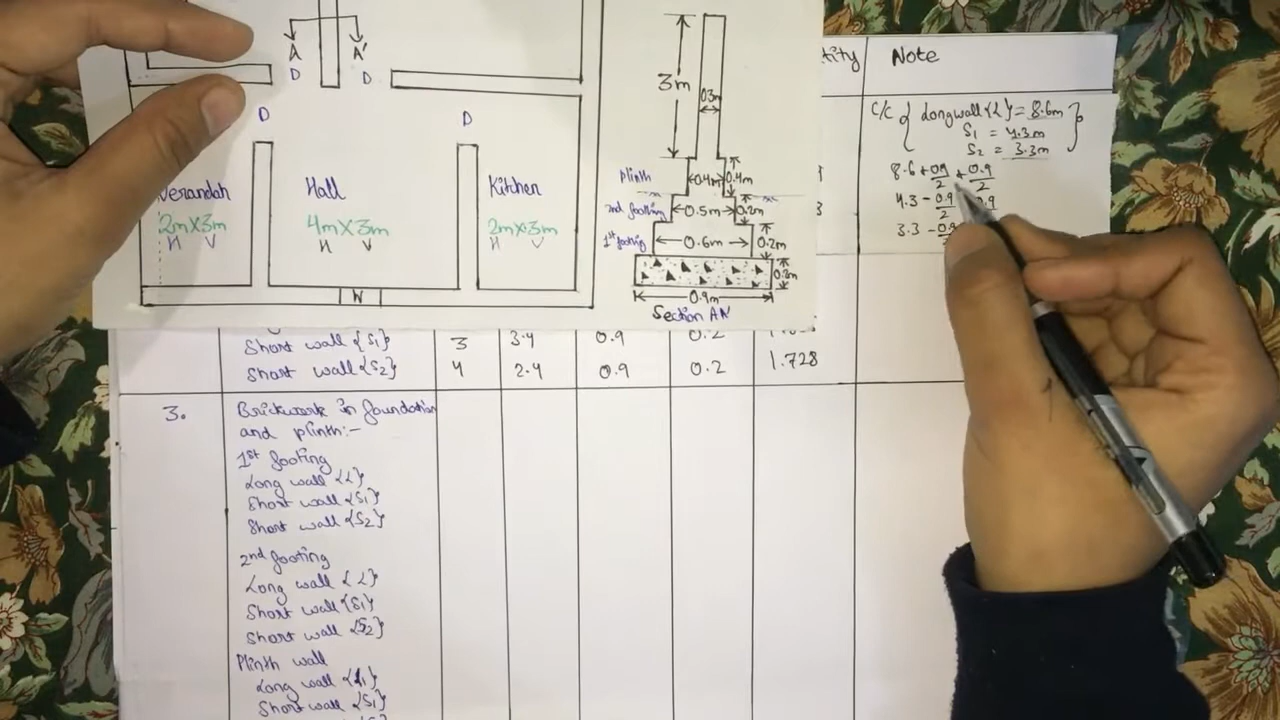 A A'
D D
D D
Verandah Hall Kitchen
2m X 3m 4m X 3m 2m X 3m
H V H V H V
W
3m
0.3m
Plinth 0.4m 0.4m
2nd footing 0.5m 0.2m
1st footing 0.6m 0.2m
0.9m
Section AA'
tity Note
C/C { Longwall {L} = 8.6m
S1 = 4.3m
S2 = 3.3m }
8.6 + 0.9/2 + 0.9/2
4.3 - 0.9/2
3.3 -
Short wall {S1} 3 3.4 0.9 0.2
Short wall {S2} 4 2.4 0.9 0.2 1.728
3. Brickwork in foundation
and plinth:-
1st footing
Long wall {L}
Short wall {S1}
Short wall {S2}
2nd footing
Long wall {L}
Short wall {S1}
Short wall {S2}
Plinth wall
Long wall
Short wall {S1}